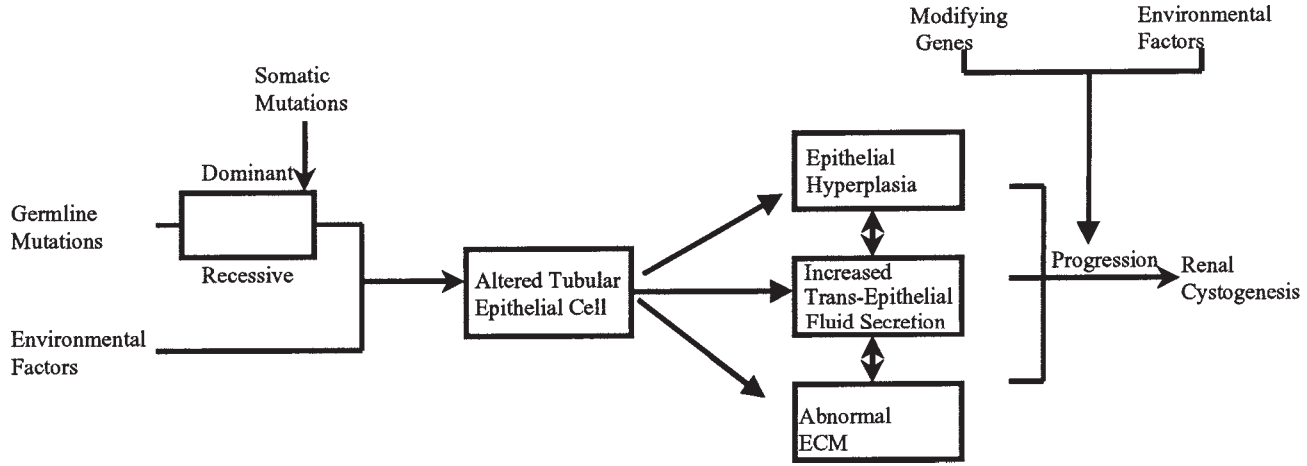 Modifying
Genes
Environmental
Factors
Somatic
Mutations
Dominant
Germline
Mutations
Recessive
Environmental
Factors
Altered Tubular
Epithelial Cell
Epithelial
Hyperplasia
Increased
Trans-Epithelial
Fluid Secretion
Abnormal
ECM
Progression
Renal
Cystogenesis